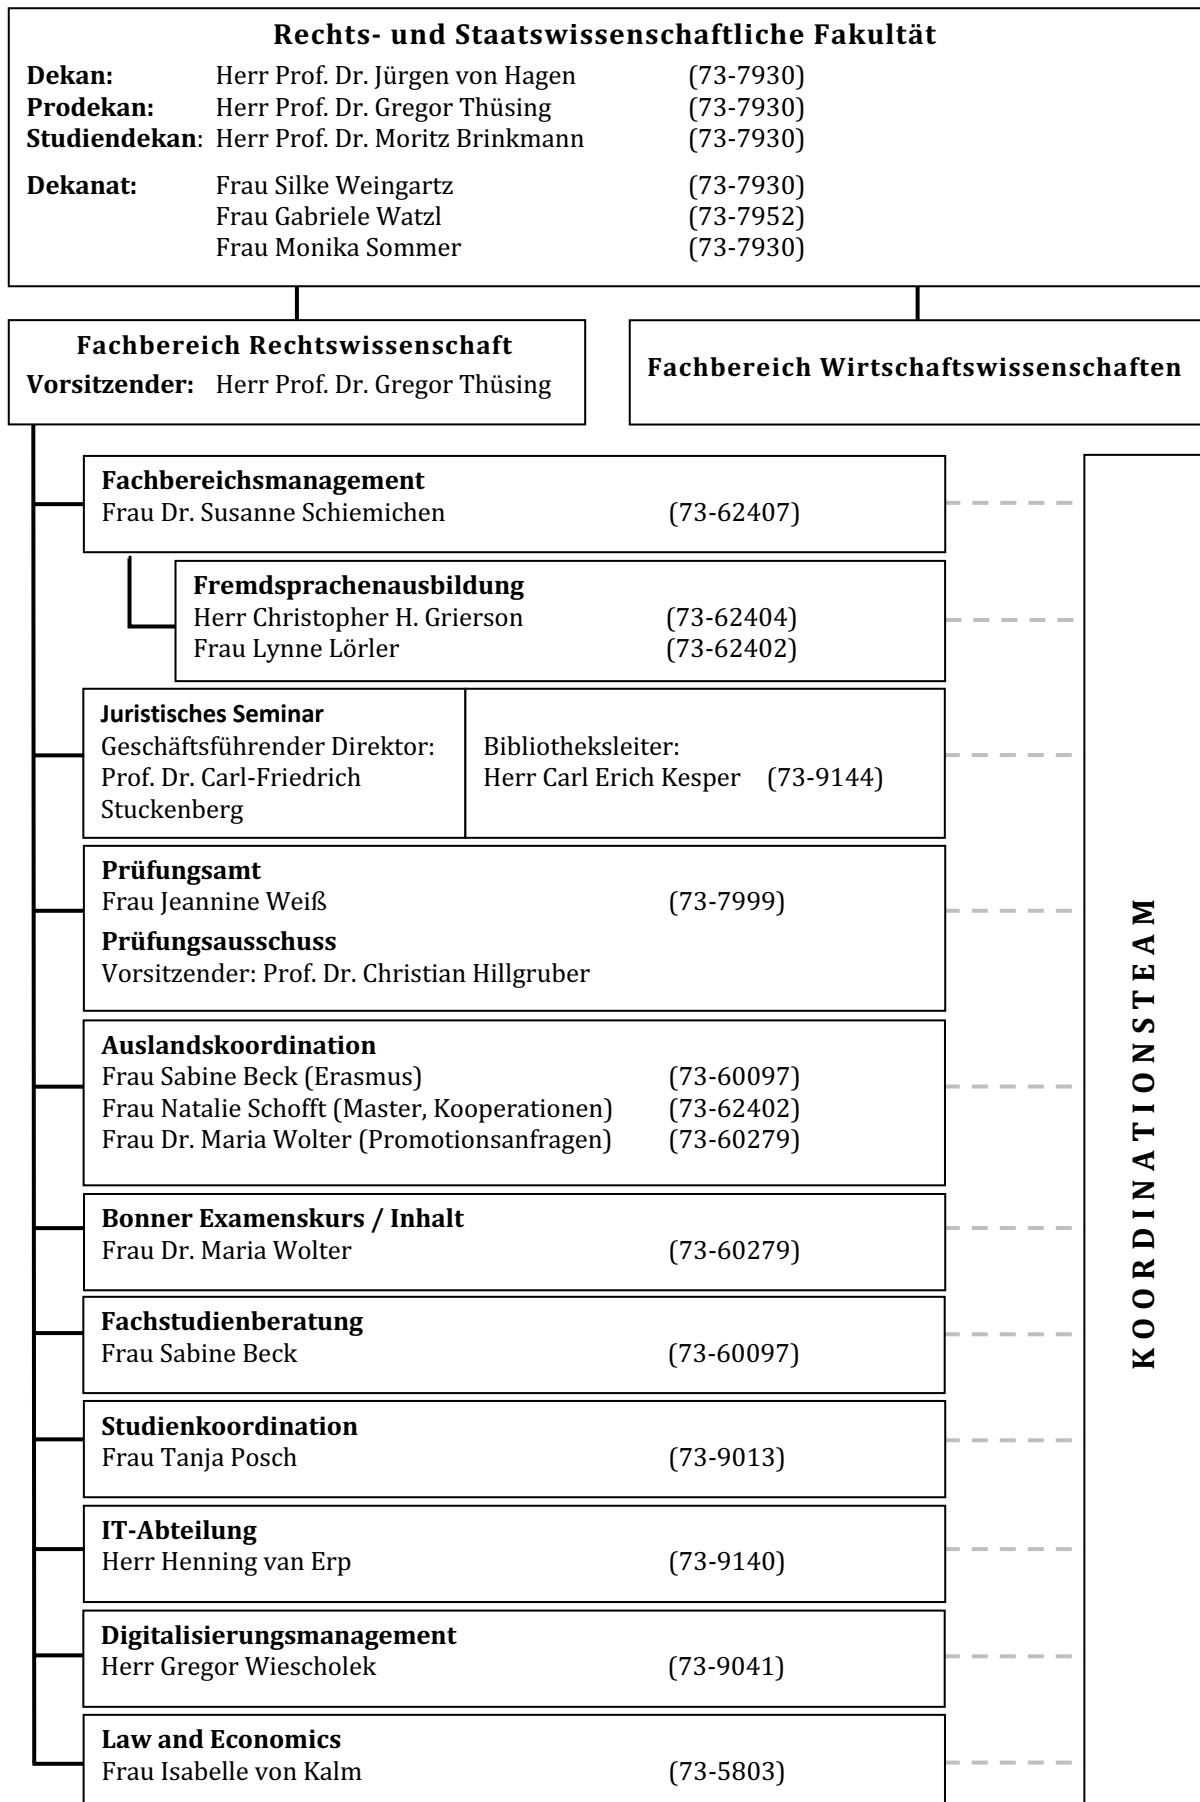 Rechts- und Staatswissenschaftliche Fakultät
Dekan: Herr Prof. Dr. Jürgen von Hagen (73-7930)
Prodekan: Herr Prof. Dr. Gregor Thüsing (73-7930)
Studiendekan: Herr Prof. Dr. Moritz Brinkmann (73-7930)
Dekanat: Frau Silke Weingartz (73-7930)
Frau Gabriele Watzl (73-7952)
Frau Monika Sommer (73-7930)
Fachbereich Rechtswissenschaft
Vorsitzender: Herr Prof. Dr. Gregor Thüsing
Fachbereich Wirtschaftswissenschaften
Fachbereichsmanagement
Frau Dr. Susanne Schiemichen (73-62407)
Fremdsprachenausbildung
Herr Christopher H. Grierson (73-62404)
Frau Lynne Lörler (73-62402)
Juristisches Seminar
Geschäftsführender Direktor:
Prof. Dr. Carl-Friedrich
Stuckenberg
Bibliotheksleiter:
Herr Carl Erich Kesper (73-9144)
Prüfungsamt
Frau Jeannine Weiß (73-7999)
Prüfungsausschuss
Vorsitzender: Prof. Dr. Christian Hillgruber
Auslandskoordination
Frau Sabine Beck (Erasmus) (73-60097)
Frau Natalie Schofft (Master, Kooperationen) (73-62402)
Frau Dr. Maria Wolter (Promotionsanfragen) (73-60279)
Bonner Examenskurs / Inhalt
Frau Dr. Maria Wolter (73-60279)
Fachstudienberatung
Frau Sabine Beck (73-60097)
Studienkoordination
Frau Tanja Posch (73-9013)
IT-Abteilung
Herr Henning van Erp (73-9140)
Digitalisierungsmanagement
Herr Gregor Wiescholek (73-9041)
Law and Economics
Frau Isabelle von Kalm (73-5803)
KOORDINATIONSTEAM